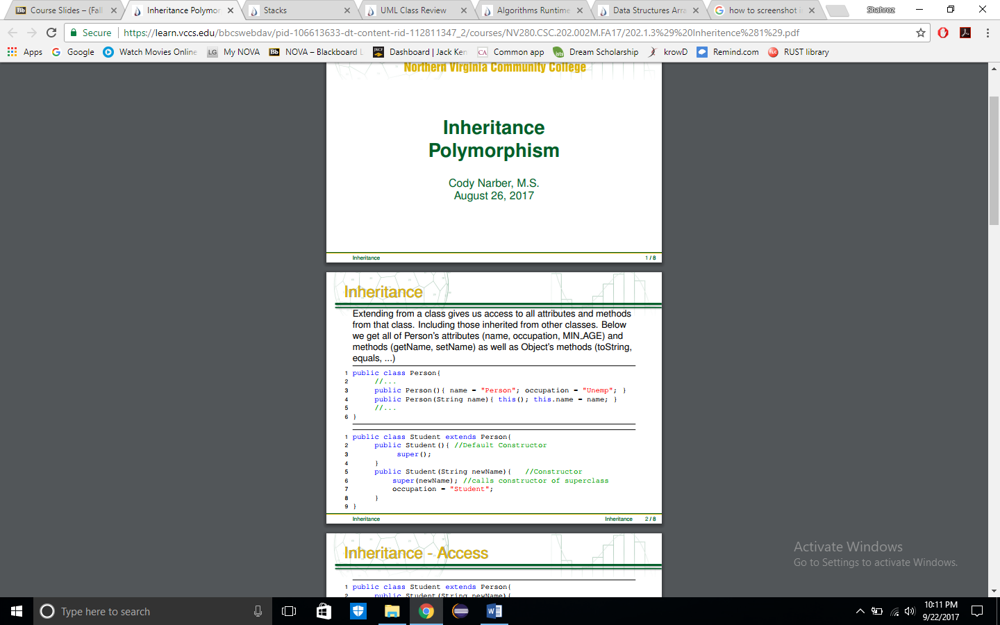 Course Slides – (Fall
Inheritance Polymor
Stacks
UML Class Review
Algorithms Runtime
Data Structures Arra
how to screenshot i
Shahroz
Secure
https://learn.vccs.edu/bbcswebdav/pid-106613633-dt-content-rid-112811347_2/courses/NV280.CSC.202.002M.FA17/202.1.3%29%20Inheritence%281%29.pdf
Apps
Google
Watch Movies Online
LG My NOVA
Bb NOVA – Blackboard L
Dashboard | Jack Ken
CA Common app
Dream Scholarship
krowD
Remind.com
RUST library
Northern Virginia Community College
Inheritance
Polymorphism
Cody Narber, M.S.
August 26, 2017
Inheritance 1 / 8
Inheritance
Extending from a class gives us access to all attributes and methods
from that class. Including those inherited from other classes. Below
we get all of Person's attributes (name, occupation, MIN_AGE) and
methods (getName, setName) as well as Object's methods (toString,
equals, ...)
1 public class Person{
2 //...
3 public Person(){ name = "Person"; occupation = "Unemp"; }
4 public Person(String name){ this(); this.name = name; }
5 //...
6 }
1 public class Student extends Person{
2 public Student(){ //Default Constructor
3 super();
4 }
5 public Student(String newName){ //Constructor
6 super(newName); //calls constructor of superclass
7 occupation = "Student";
8 }
9 }
Inheritance Inheritance 2 / 8
Inheritance - Access
1 public class Student extends Person{
2 public Student(String newName){
Activate Windows
Go to Settings to activate Windows.
Type here to search
10:11 PM
9/22/2017